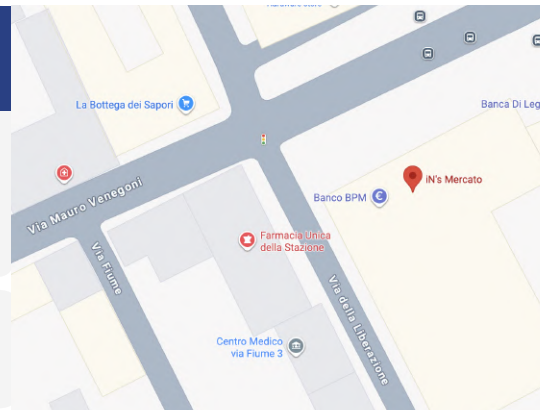 La Bottega dei Sapori
Banca Di Leg
iN's Mercato
Banco BPM
Via Mauro Venegoni
Farmacia Unica
della Stazione
Via Fiume
Via della Liberazione
Centro Medico
via Fiume 3